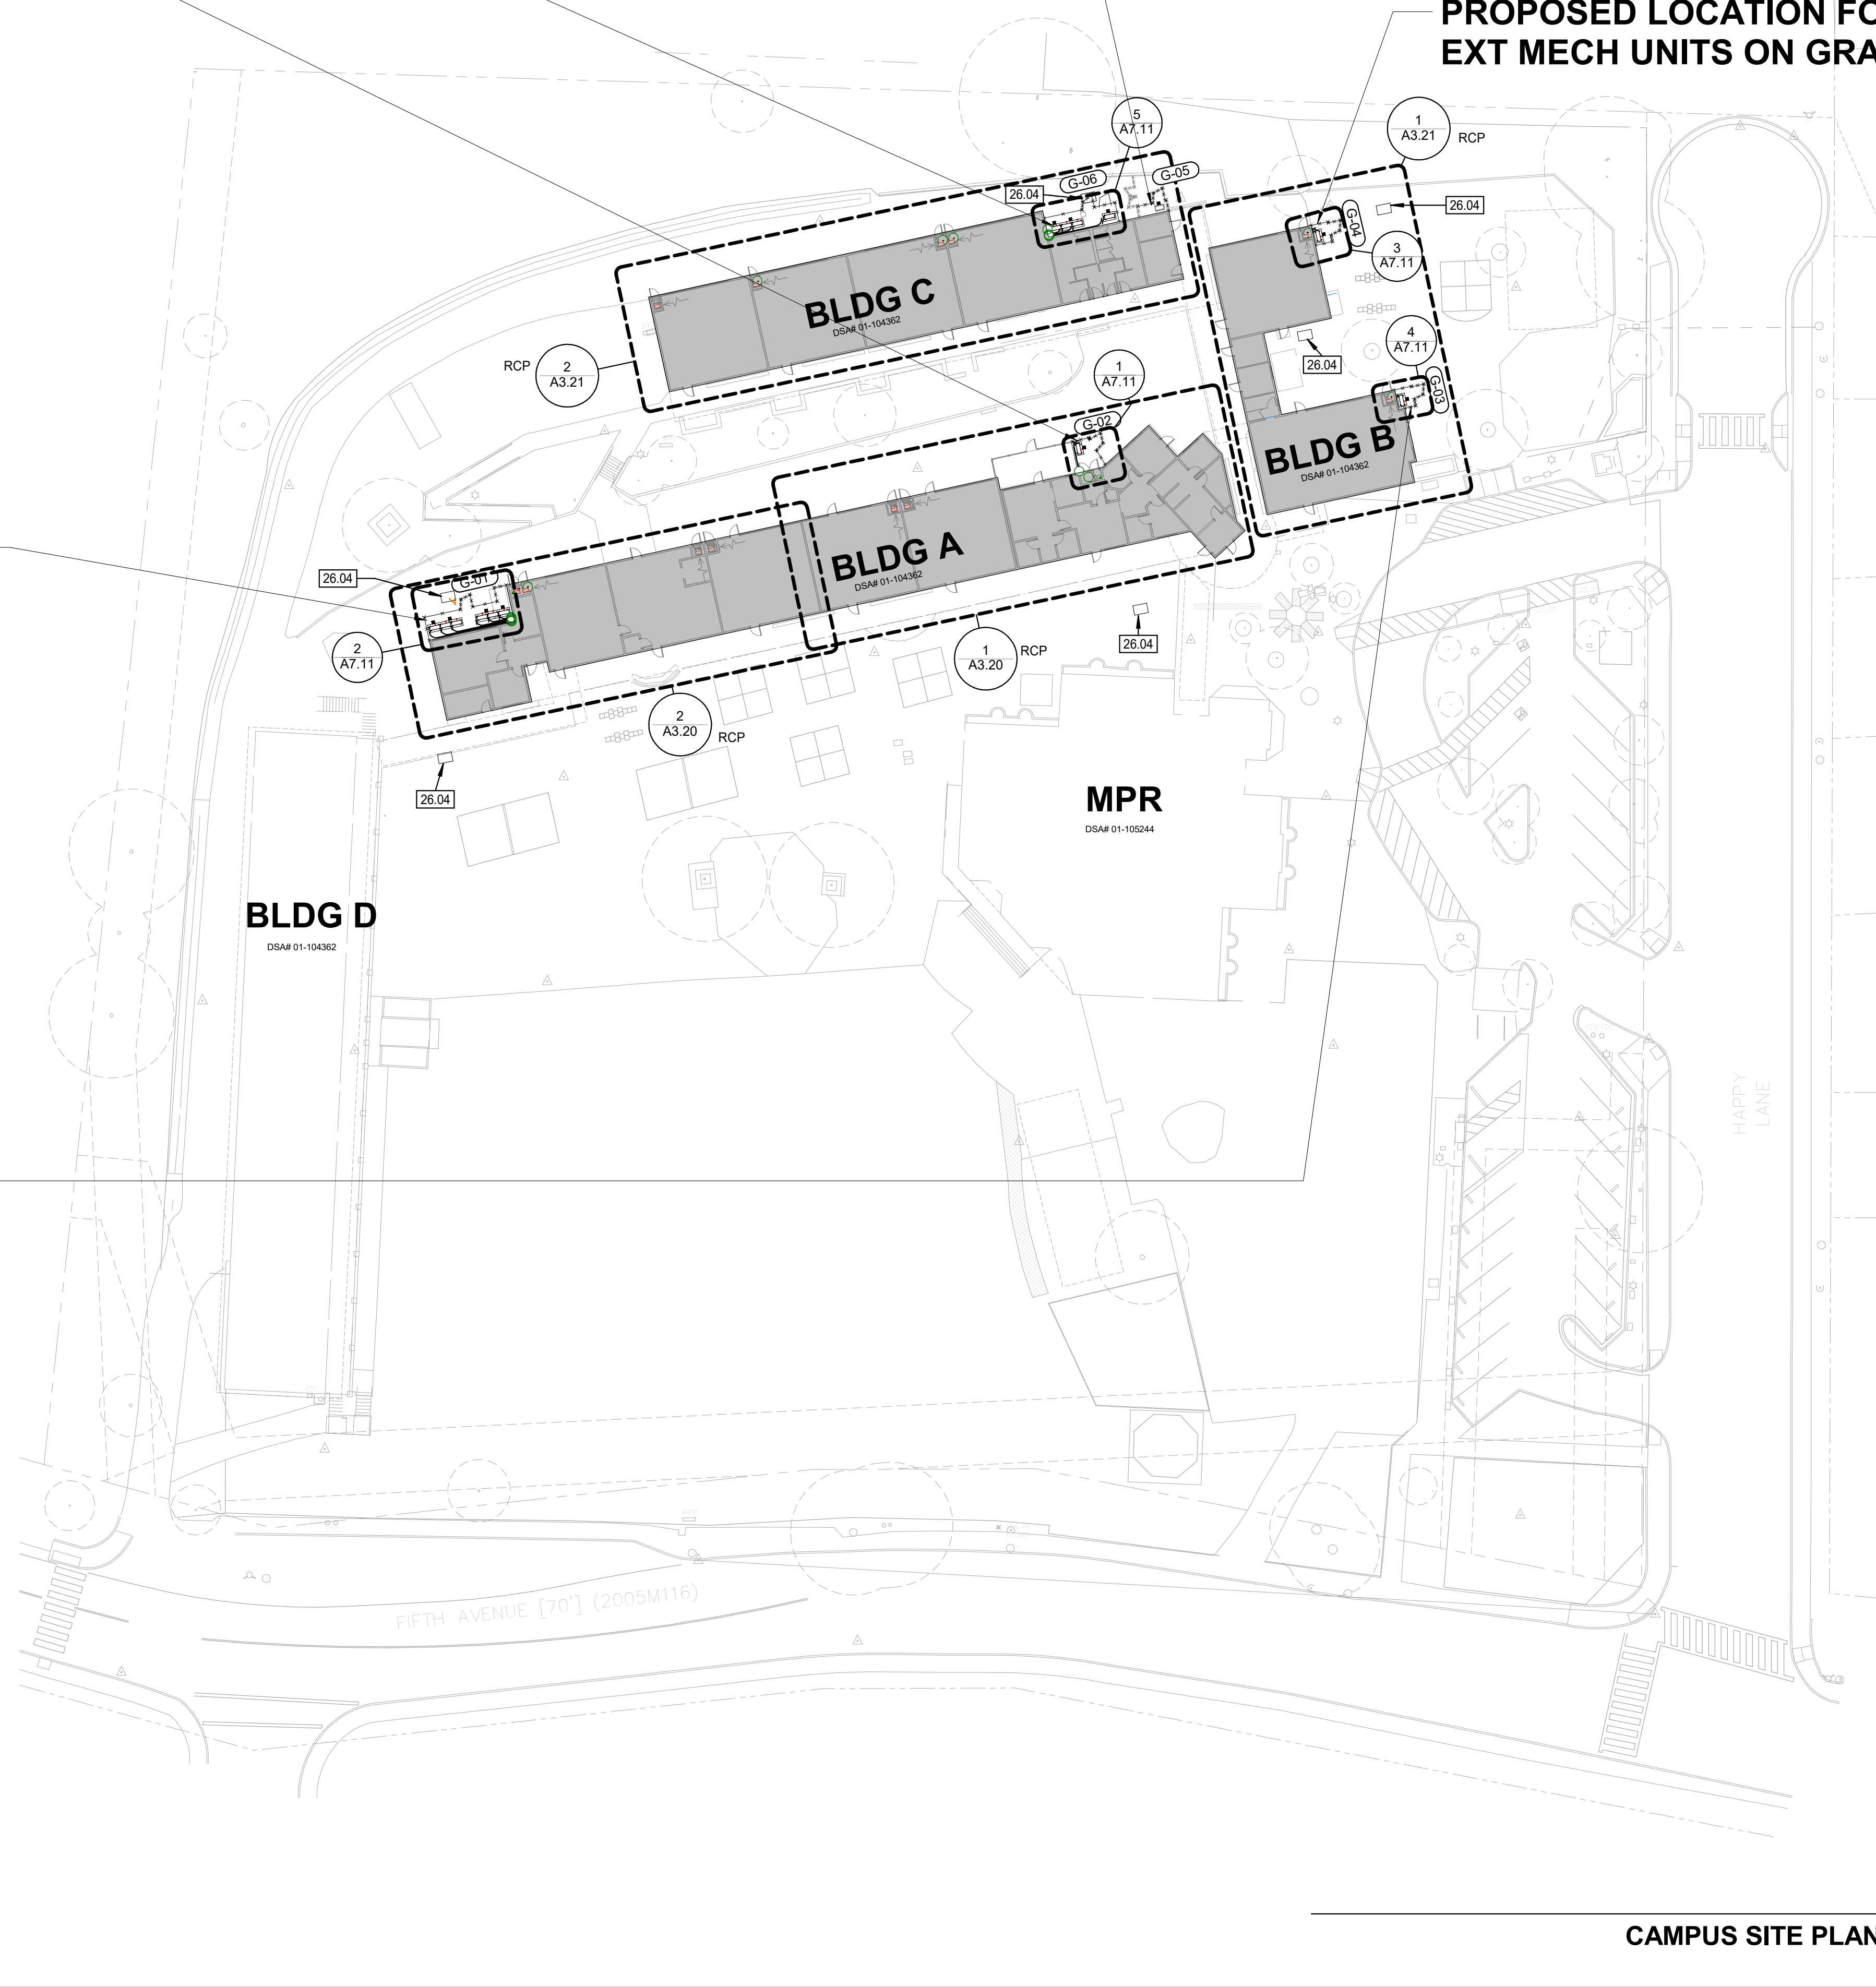 PROPOSED LOCATION FO
EXT MECH UNITS ON GRA
5
A7.11
1
A3.21
RCP
G-06
G-05
26.04
26.04
G-04
3
A7.11
BLDG C
DSA# 01-104362
RCP
2
A3.21
26.04
4
A7.11
1
A7.11
G-03
G-02
BLDG B
DSA# 01-104362
BLDG A
DSA# 01-104362
26.04
G-01
2
A7.11
1
A3.20
RCP
26.04
2
A3.20
RCP
26.04
MPR
DSA# 01-105244
BLDG D
DSA# 01-104362
HAPPY
LANE
FIFTH AVENUE [70'] (2005M116)
CAMPUS SITE PLAN